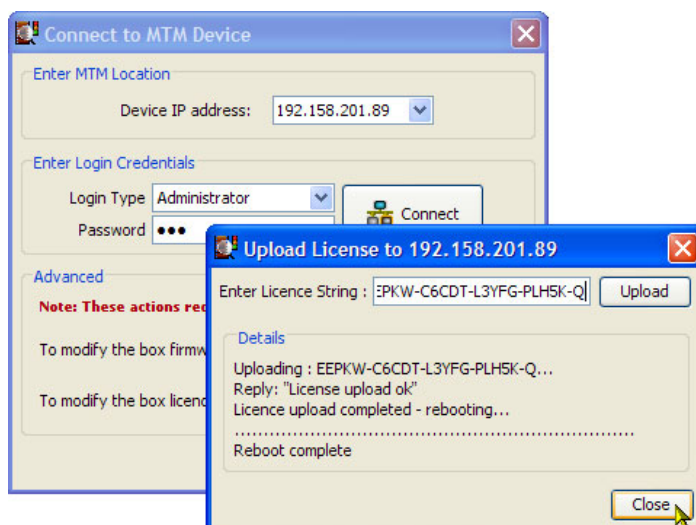 Connect to MTM Device
Enter MTM Location
Device IP address: 192.158.201.89
Enter Login Credentials
Login Type Administrator
Connect
Password ●●●
Advanced
Note: These actions
To modify the box
To modify the box
Upload License to 192.158.201.89
Enter Licence String : EPKW-C6CDT-L3YFG-PLH5K-Q Upload
Details
Uploading : EEPKW-C6CDT-L3YFG-PLH5K-Q...
Reply: "License upload ok"
Licence upload completed - rebooting...
....................................................................
Reboot complete
Close